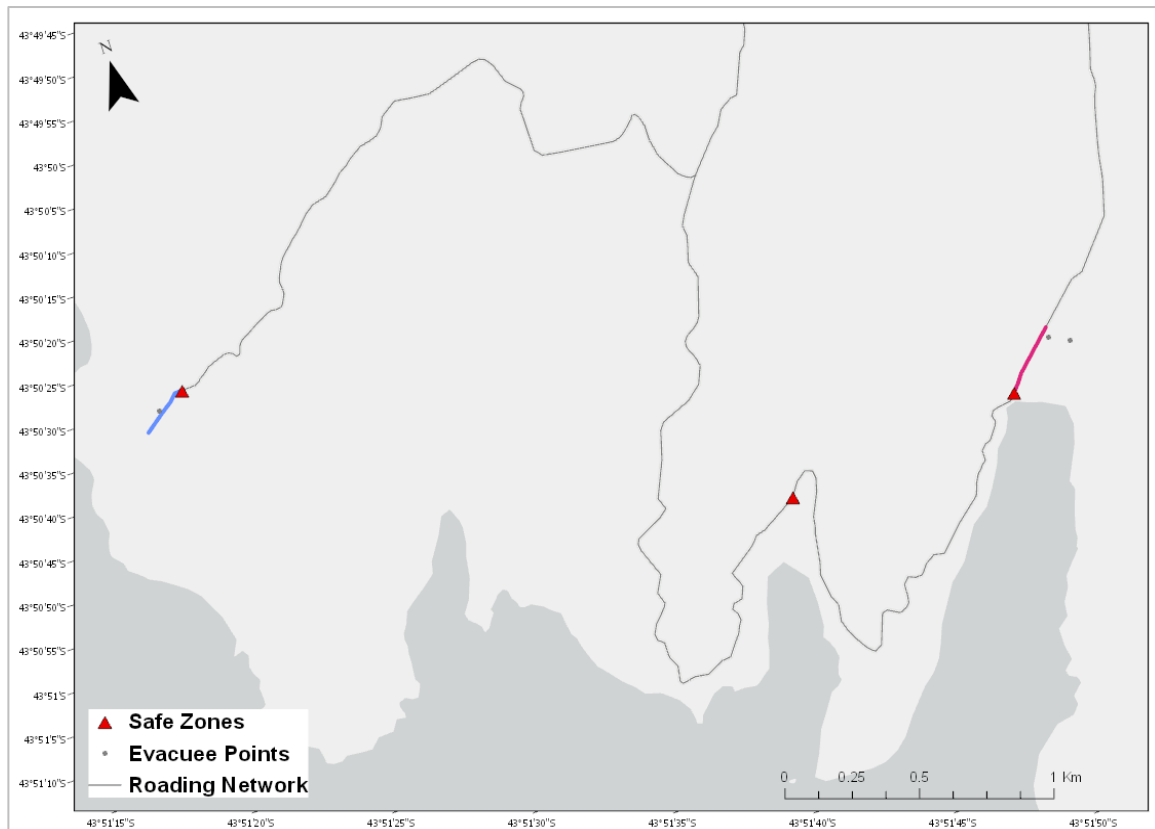 N
43°49'45"S
43°49'50"S
43°49'55"S
43°50'S
43°50'5"S
43°50'10"S
43°50'15"S
43°50'20"S
43°50'25"S
43°50'30"S
43°50'35"S
43°50'40"S
43°50'45"S
43°50'50"S
43°50'55"S
43°51'S
43°51'5"S
43°51'10"S
Safe Zones
Evacuee Points
Roading Network
0 0.25 0.5 1 Km
43°51'15"S 43°51'20"S 43°51'25"S 43°51'30"S 43°51'35"S 43°51'40"S 43°51'45"S 43°51'50"S